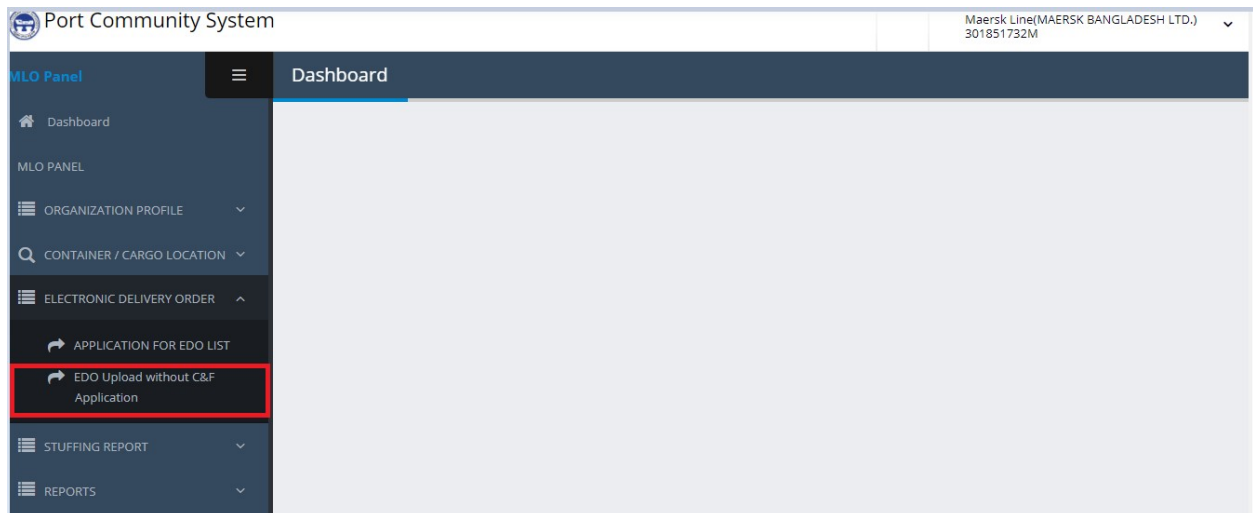 Port Community System
Maersk Line(MAERSK BANGLADESH LTD.)
301851732M
MLO Panel
Dashboard
Dashboard
MLO PANEL
ORGANIZATION PROFILE
CONTAINER / CARGO LOCATION
ELECTRONIC DELIVERY ORDER
APPLICATION FOR EDO LIST
EDO Upload without C&F
Application
STUFFING REPORT
REPORTS